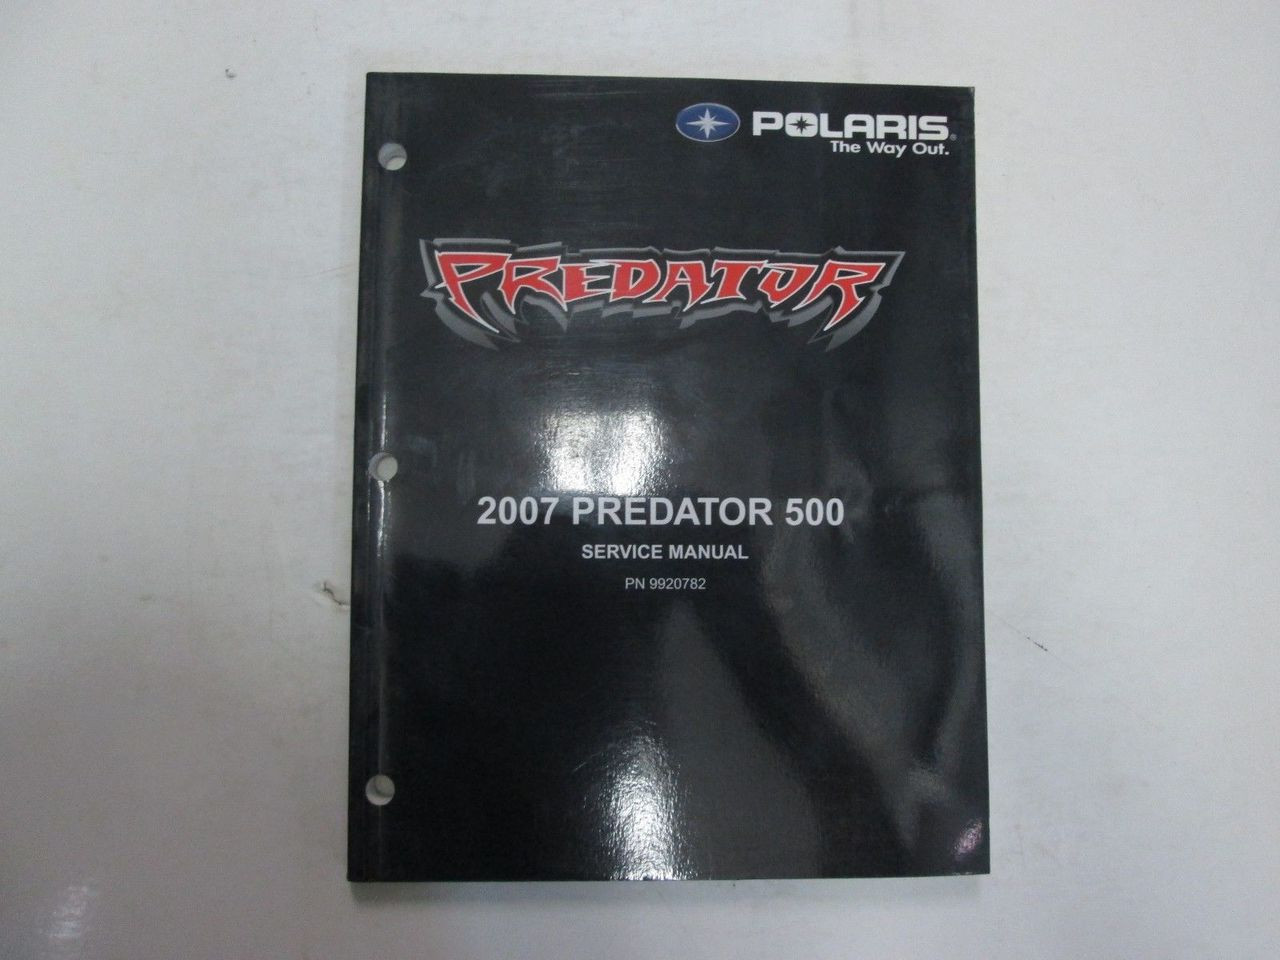 POLARIS®
The Way Out.
PREDATOR
2007 PREDATOR 500
SERVICE MANUAL
PN 9920782